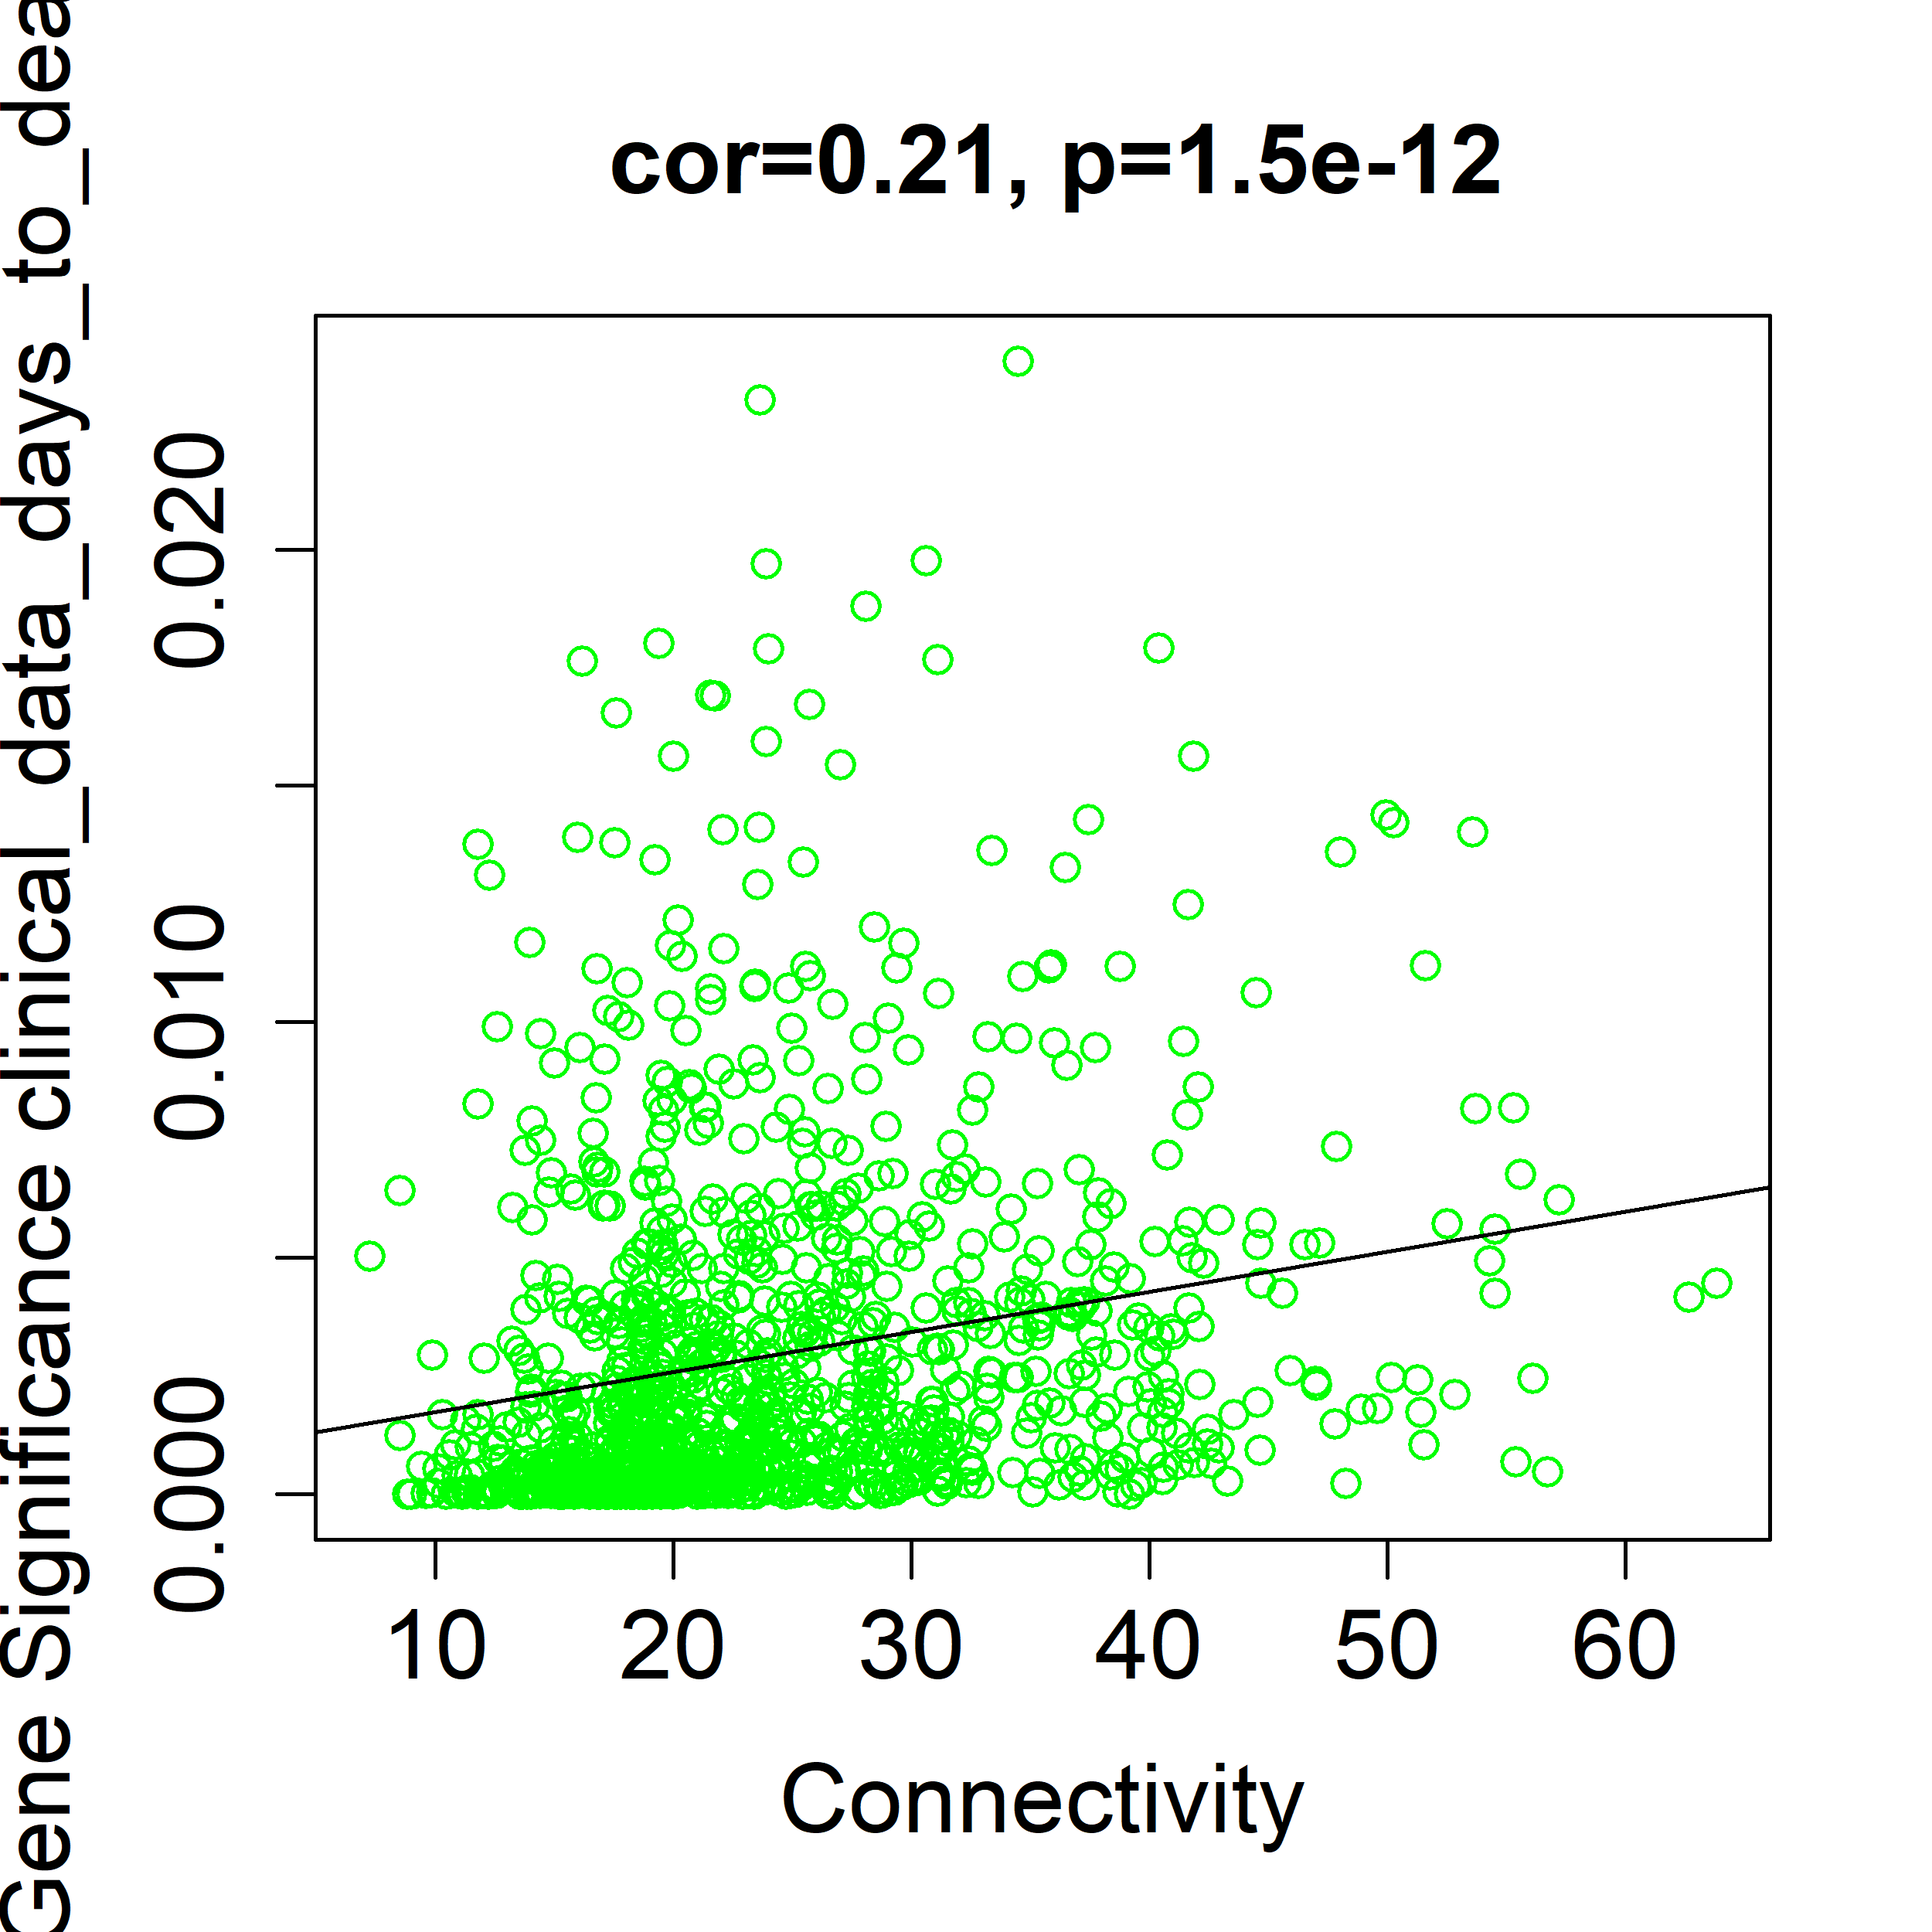 cor=0.21, p=1.5e-12
Gene Significance clinical_data_days_to_dea
0.020
0.010
0.000
10 20 30 40 50 60
Connectivity